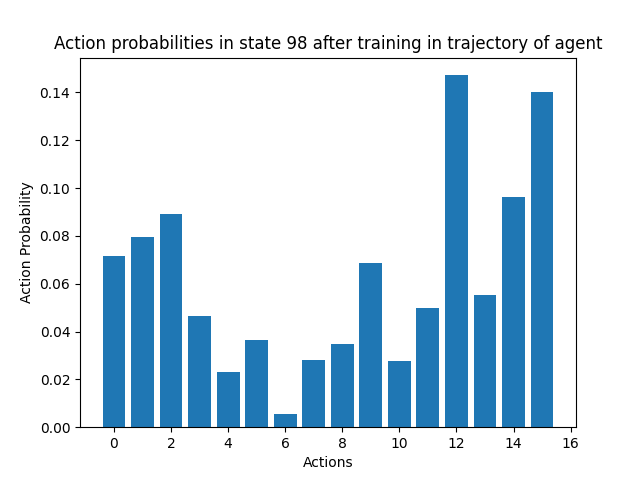 Action probabilities in state 98 after training in trajectory of agent
0.14
0.12
0.10
0.08
0.06
0.04
0.02
0.00
Action Probability
0 2 4 6 8 10 12 14 16
Actions